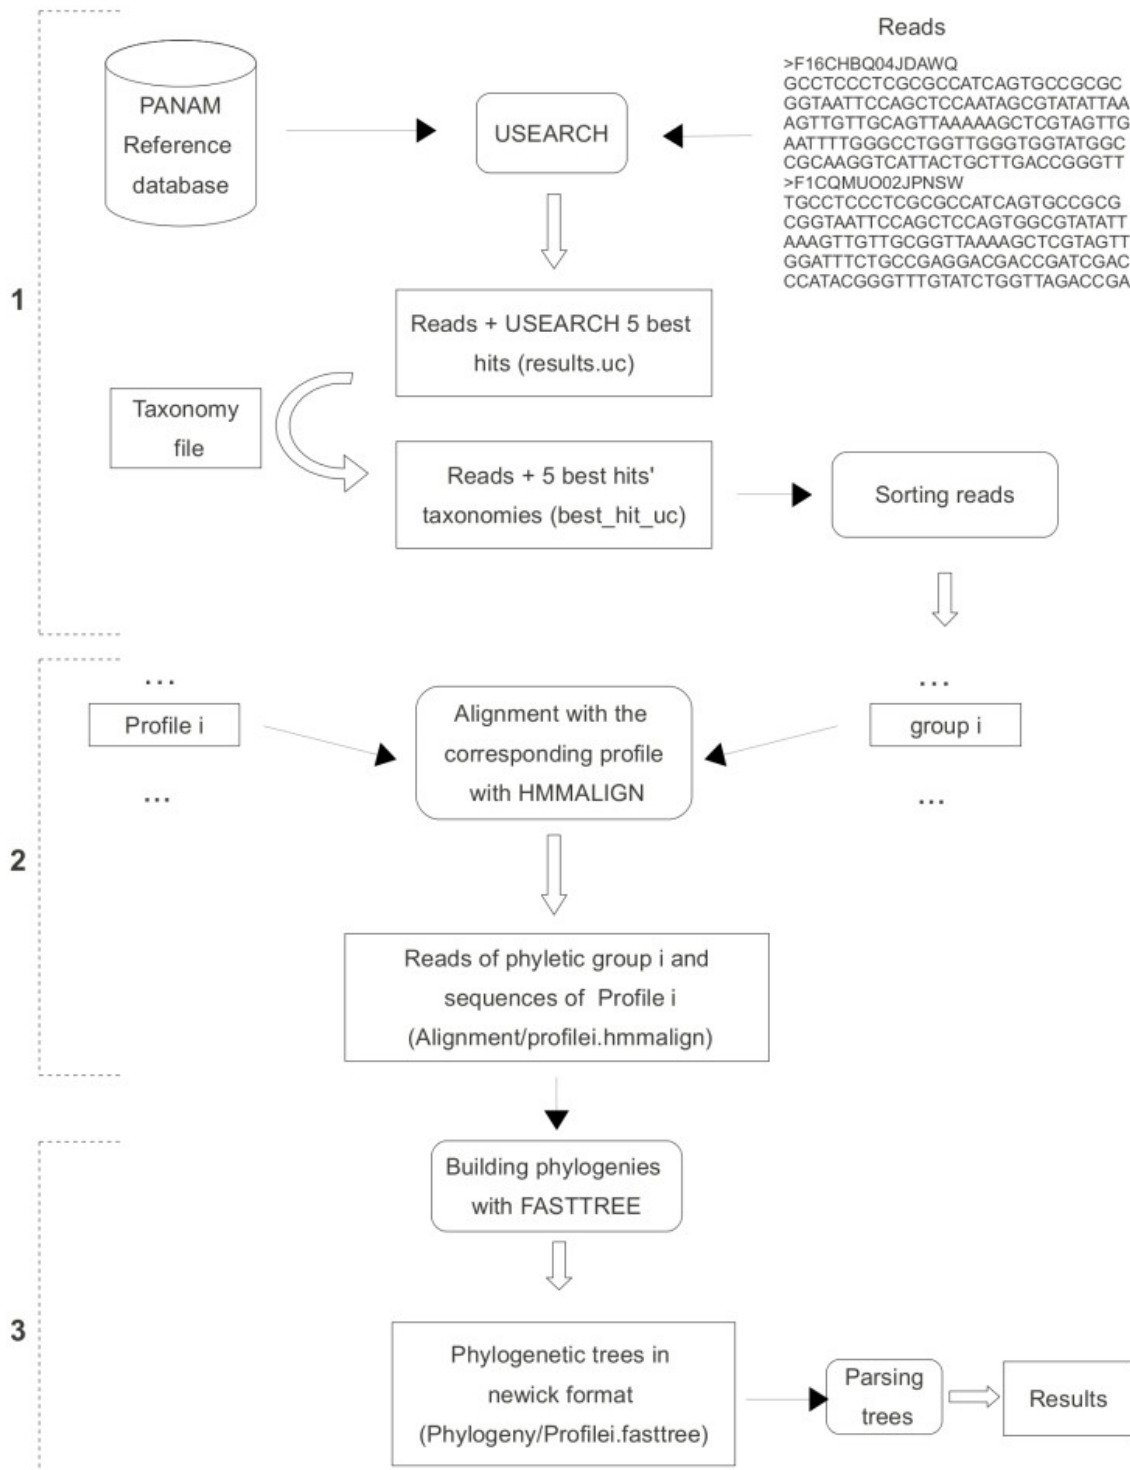 Reads
>F16CHBQ04JDAWQ
GCCTCCCTCGCGCCATCAGTGCCGCGC
GGTAATTCCAGCTCCAATAGCGTATATTAA
AGTTGTTGCAGTTAAAAAGCTCGTAGTTG
AATTTTGGGCCTGGTTGGGTGGTATGGC
CGCAAGGTCATTACTGCTTGACCGGGTT
>F1CQMUO02JPNSW
TGCCTCCCTCGCGCCATCAGTGCCGCG
CGGTAATTCCAGCTCCAGTGGCGTATATT
AAAGTTGTTGCGGTTAAAAAGCTCGTAGTT
GGATTTCTGCCGAGGACGACCGATCGAC
CCATACGGGTTTGTATCTGGTTAGACCGA
PANAM
Reference
database
USEARCH
1
Reads + USEARCH 5 best
hits (results.uc)
Taxonomy
file
Reads + 5 best hits'
taxonomies (best_hit_uc)
Sorting reads
2
...
Profile i
...
Alignment with the
corresponding profile
with HMMALIGN
...
group i
...
Reads of phyletic group i and
sequences of Profile i
(Alignment/profilei.hmmalign)
3
Building phylogenies
with FASTTREE
Phylogenetic trees in
newick format
(Phylogeny/Profilei.fasttree)
Parsing
trees
Results